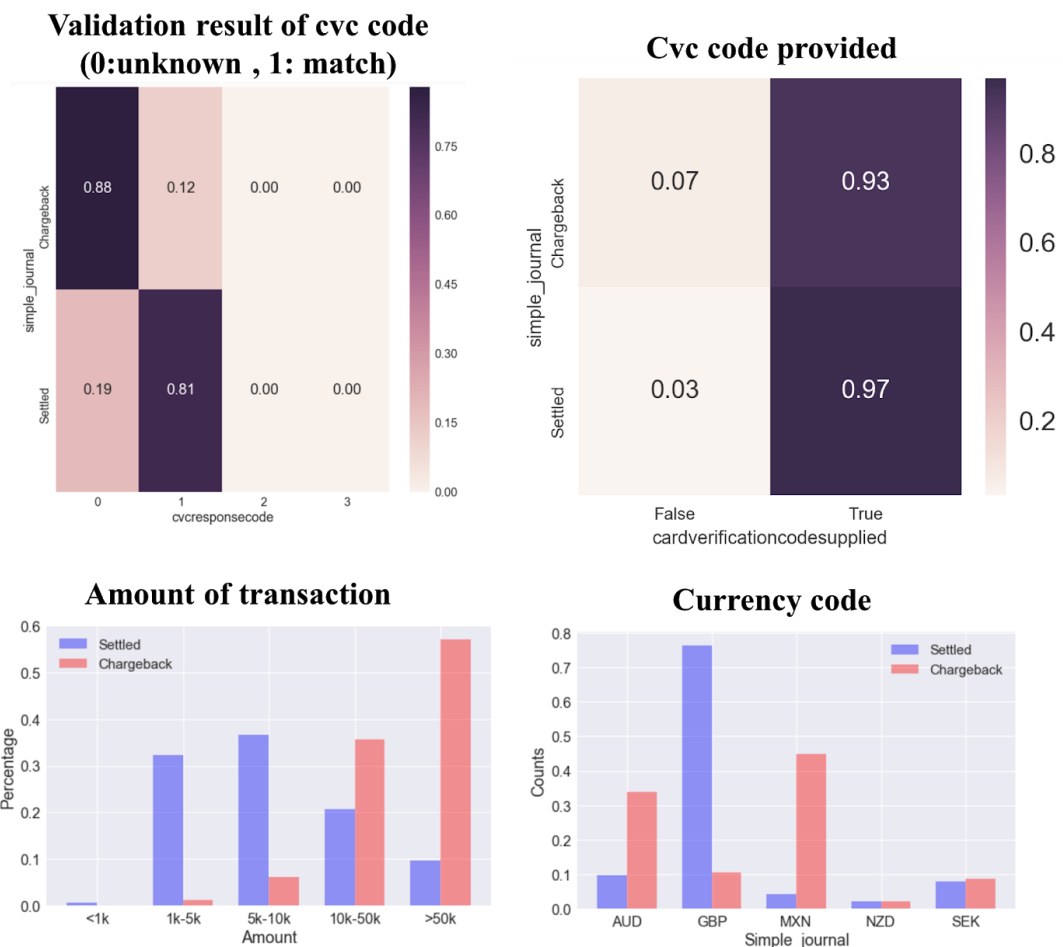 Validation result of cvc code
(0:unknown , 1: match)
Chargeback
Settled
simple_journal
0.88
0.12
0.00
0.00
0.19
0.81
0.00
0.00
0
1
2
3
cvcresponsecode
0.75
0.60
0.45
0.30
0.15
0.00
Cvc code provided
Chargeback
Settled
simple_journal
0.07
0.93
0.03
0.97
False
True
cardverificationcodesupplied
0.8
0.6
0.4
0.2
Amount of transaction
Settled
Chargeback
0.6
0.5
0.4
0.3
0.2
0.1
0.0
Percentage
<1k
1k-5k
5k-10k
10k-50k
>50k
Amount
Currency code
Settled
Chargeback
0.8
0.7
0.6
0.5
0.4
0.3
0.2
0.1
0.0
Counts
AUD
GBP
MXN
NZD
SEK
Simple_journal